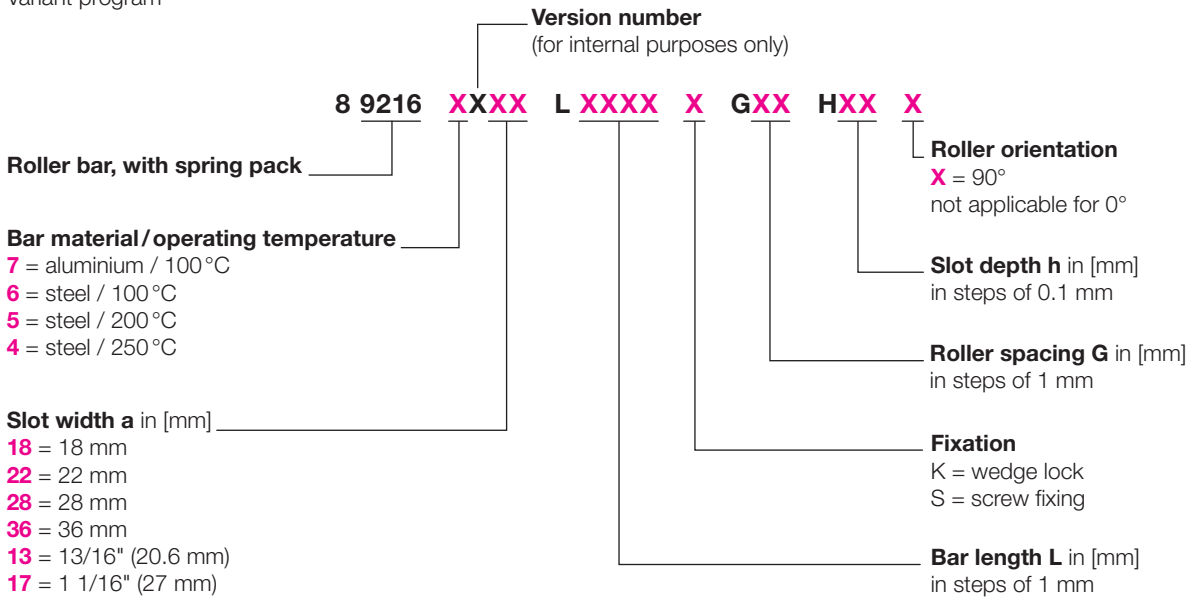 Version number
(for internal purposes only)
8 9216 XXXX L XXXX X GXX HXX X
Roller bar, with spring pack
Bar material / operating temperature
7 = aluminium / 100 °C
6 = steel / 100 °C
5 = steel / 200 °C
4 = steel / 250 °C
Slot width a in [mm]
18 = 18 mm
22 = 22 mm
28 = 28 mm
36 = 36 mm
13 = 13/16" (20.6 mm)
17 = 1 1/16" (27 mm)
Roller orientation
X = 90°
not applicable for 0°
Slot depth h in [mm]
in steps of 0.1 mm
Roller spacing G in [mm]
in steps of 1 mm
Fixation
K = wedge lock
S = screw fixing
Bar length L in [mm]
in steps of 1 mm